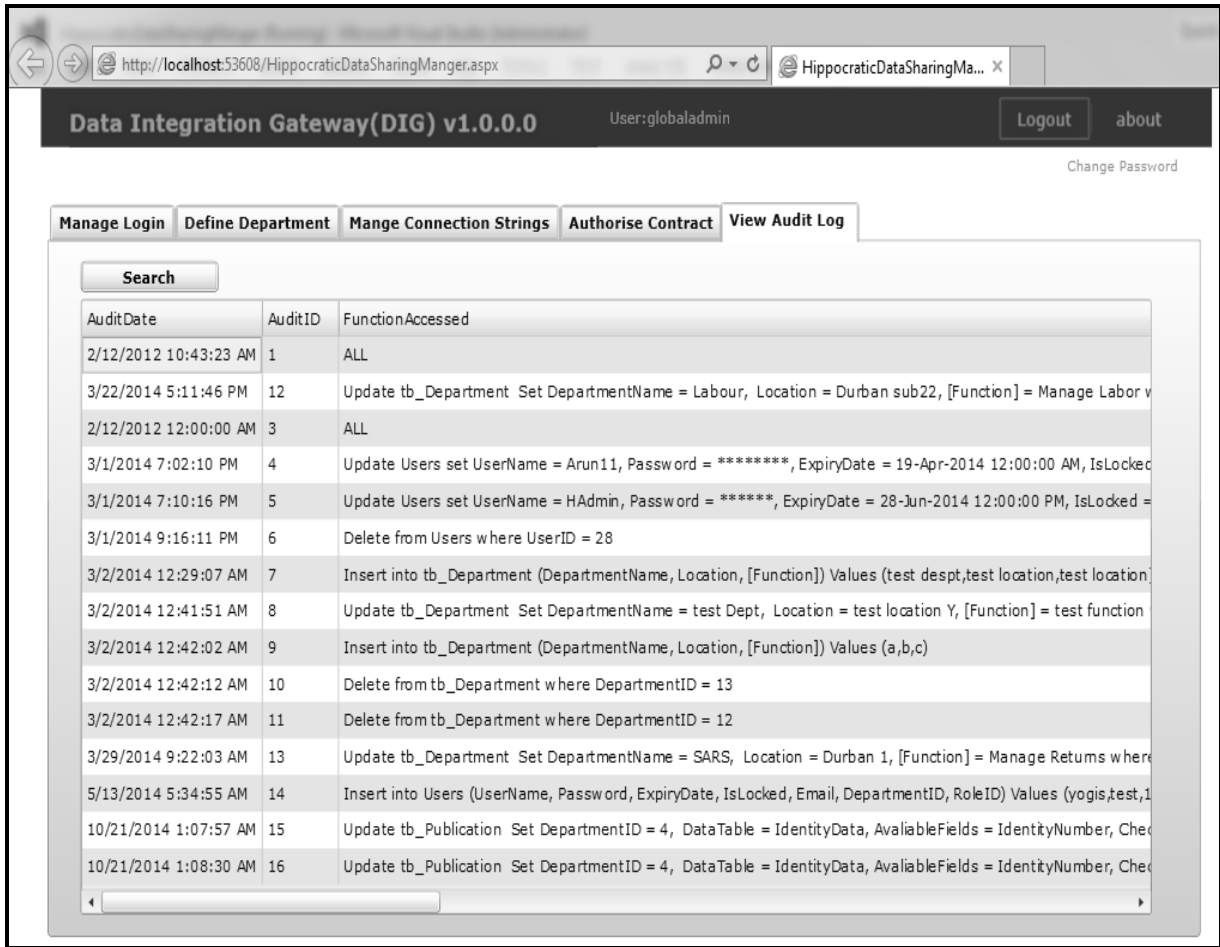 http://localhost:53608/HippocraticDataSharingManger.aspx
HippocraticDataSharingMa... ×
Data Integration Gateway(DIG) v1.0.0.0 User:globaladmin Logout about
Change Password
Manage Login Define Department Mange Connection Strings Authorise Contract View Audit Log
Search
AuditDate AuditID FunctionAccessed
2/12/2012 10:43:23 AM 1 ALL
3/22/2014 5:11:46 PM 12 Update tb_Department Set DepartmentName = Labour, Location = Durban sub22, [Function] = Manage Labor w
2/12/2012 12:00:00 AM 3 ALL
3/1/2014 7:02:10 PM 4 Update Users set UserName = Arun11, Password = ********, ExpiryDate = 19-Apr-2014 12:00:00 AM, IsLocked
3/1/2014 7:10:16 PM 5 Update Users set UserName = HAdmin, Password = ******, ExpiryDate = 28-Jun-2014 12:00:00 PM, IsLocked =
3/1/2014 9:16:11 PM 6 Delete from Users where UserID = 28
3/2/2014 12:29:07 AM 7 Insert into tb_Department (DepartmentName, Location, [Function]) Values (test despt,test location,test location
3/2/2014 12:41:51 AM 8 Update tb_Department Set DepartmentName = test Dept, Location = test location Y, [Function] = test function
3/2/2014 12:42:02 AM 9 Insert into tb_Department (DepartmentName, Location, [Function]) Values (a,b,c)
3/2/2014 12:42:12 AM 10 Delete from tb_Department where DepartmentID = 13
3/2/2014 12:42:17 AM 11 Delete from tb_Department where DepartmentID = 12
3/29/2014 9:22:03 AM 13 Update tb_Department Set DepartmentName = SARS, Location = Durban 1, [Function] = Manage Returns where
5/13/2014 5:34:55 AM 14 Insert into Users (UserName, Password, ExpiryDate, IsLocked, Email, DepartmentID, RoleID) Values (yogis,test,1
10/21/2014 1:07:57 AM 15 Update tb_Publication Set DepartmentID = 4, DataTable = IdentityData, AvaliableFields = IdentityNumber, Chec
10/21/2014 1:08:30 AM 16 Update tb_Publication Set DepartmentID = 4, DataTable = IdentityData, AvaliableFields = IdentityNumber, Chec